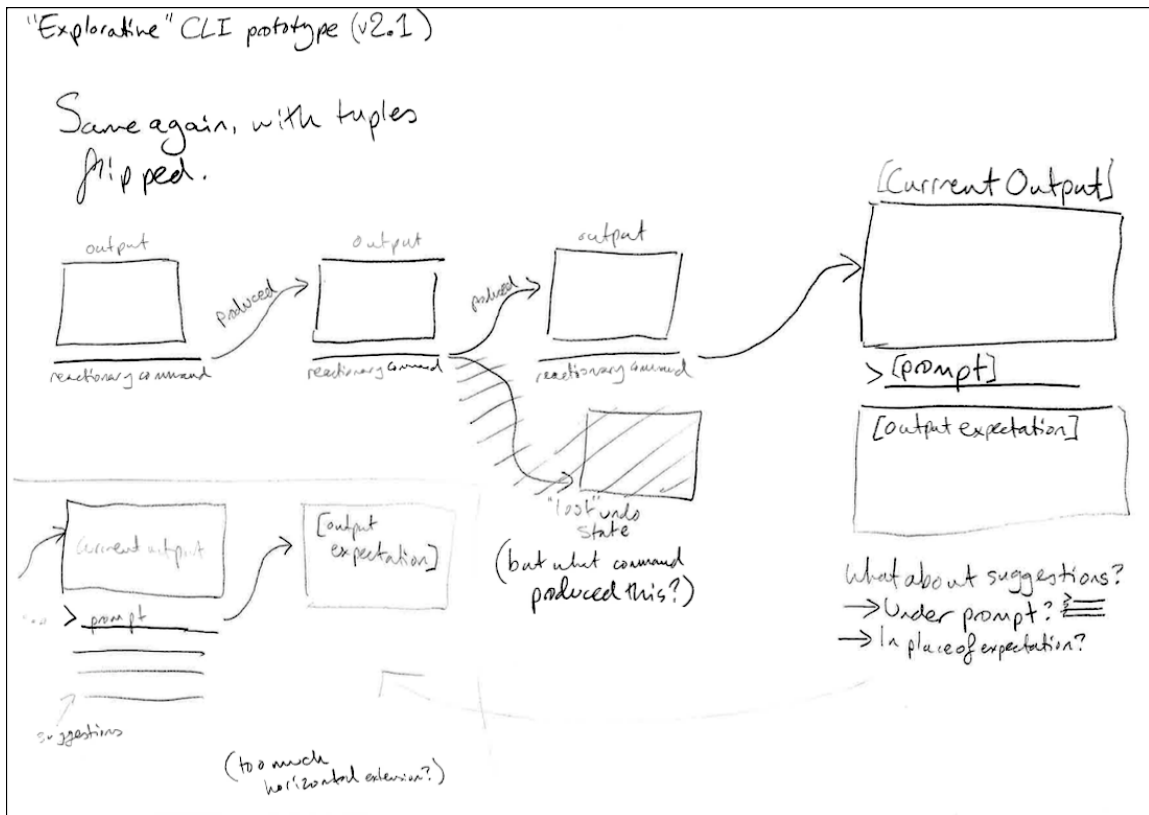 "Explorative" CLI prototype (v2.1)
Same again, with tuples
flipped.
output
reactionary command
produced
output
reactionary command
produced
output
reactionary command
"lost" undo
state
(but what command
produced this?)
[Current Output]
> [prompt]
[output expectation]
What about suggestions?
→ Under prompt?
→ In place of expectation?
current output
...
> prompt
suggestions
[output
expectation]
(too much
horizontal extension?)